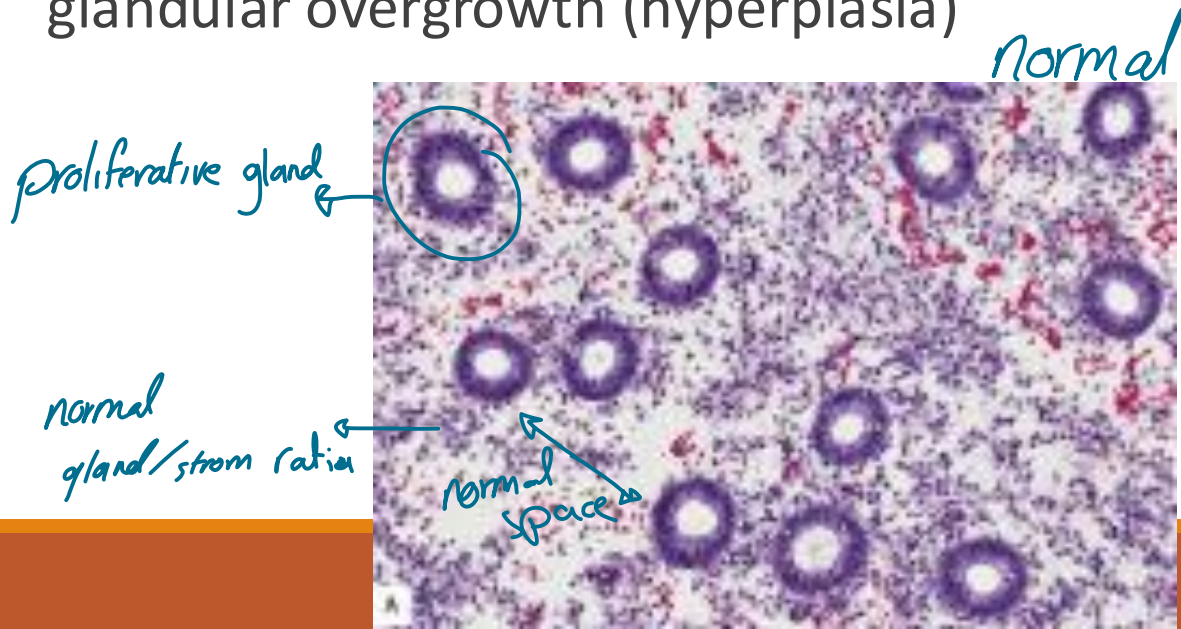 glandular overgrowth (hyperplasia)
normal
proliferative gland
normal
gland/strom ratio
normal
space
A